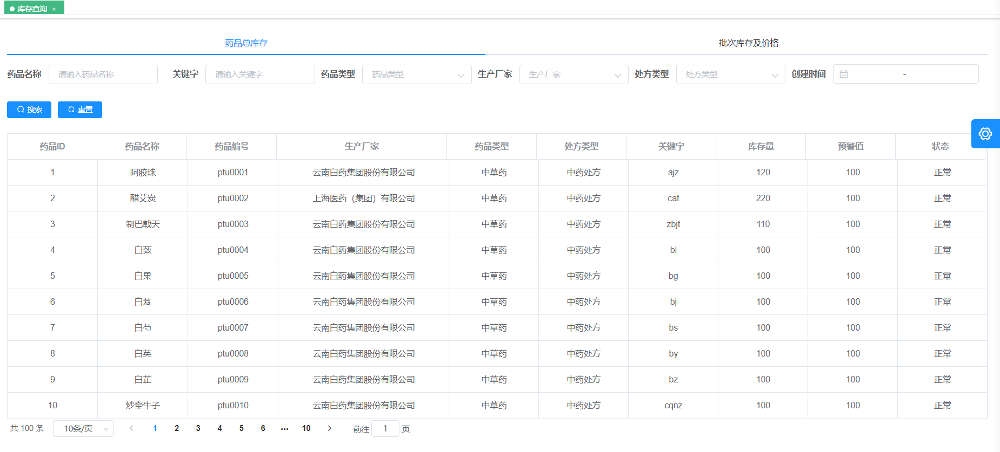 库存查询 ×
药品总库存 批次库存及价格
药品名称 请输入药品名称 关键字 请输入关键字 药品类型 药品类型 生产厂家 生产厂家 处方类型 处方类型 创建时间 -
搜索 重置
药品ID 药品名称 药品编号 生产厂家 药品类型 处方类型 关键字 库存量 预警值 状态
1 阿胶珠 ptu0001 云南白药集团股份有限公司 中草药 中药处方 ajz 120 100 正常
2 醋艾炭 ptu0002 上海医药（集团）有限公司 中草药 中药处方 cat 220 100 正常
3 制巴戟天 ptu0003 云南白药集团股份有限公司 中草药 中药处方 zbjt 110 100 正常
4 白蔹 ptu0004 云南白药集团股份有限公司 中草药 中药处方 bl 100 100 正常
5 白果 ptu0005 云南白药集团股份有限公司 中草药 中药处方 bg 100 100 正常
6 白芨 ptu0006 云南白药集团股份有限公司 中草药 中药处方 bj 100 100 正常
7 白芍 ptu0007 云南白药集团股份有限公司 中草药 中药处方 bs 100 100 正常
8 白英 ptu0008 云南白药集团股份有限公司 中草药 中药处方 by 100 100 正常
9 白芷 ptu0009 云南白药集团股份有限公司 中草药 中药处方 bz 100 100 正常
10 炒牵牛子 ptu0010 云南白药集团股份有限公司 中草药 中药处方 cqnz 100 100 正常
共 100 条 10条/页 1 2 3 4 5 6 ••• 10 前往 1 页